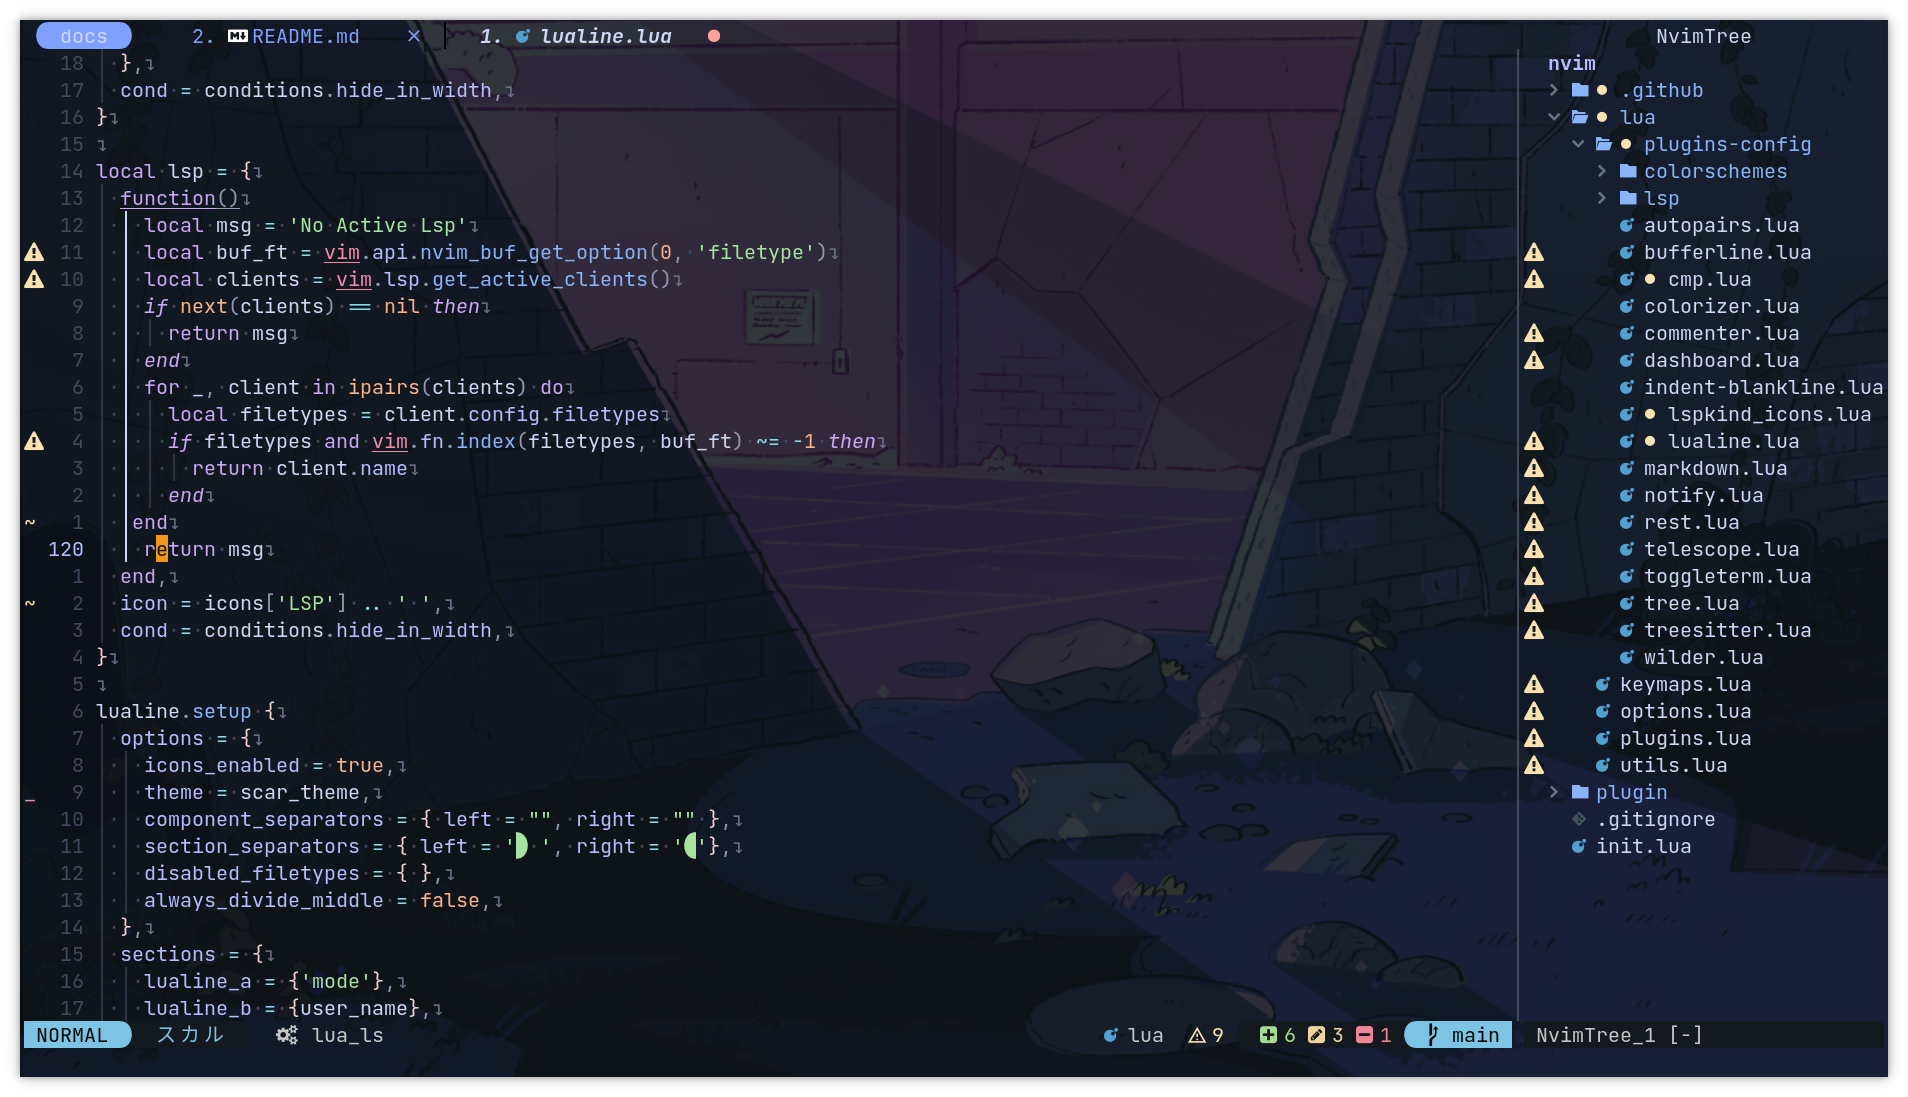 docs 2. README.md × 1. lualine.lua ●
18 },
17 cond = conditions.hide_in_width,
16 }
15
14 local lsp = {
13 function()
12 local msg = 'No Active Lsp'
11 local buf_ft = vim.api.nvim_buf_get_option(0, 'filetype')
10 local clients = vim.lsp.get_active_clients()
9 if next(clients) == nil then
8 return msg
7 end
6 for _, client in ipairs(clients) do
5 local filetypes = client.config.filetypes
4 if filetypes and vim.fn.index(filetypes, buf_ft) ~= -1 then
3 return client.name
2 end
~ 1 end
120 return msg
1 end,
~ 2 icon = icons['LSP'] .. ' ',
3 cond = conditions.hide_in_width,
4 }
5
6 lualine.setup {
7 options = {
8 icons_enabled = true,
_ 9 theme = scar_theme,
10 component_separators = { left = "", right = "" },
11 section_separators = { left = ' ', right = ''},
12 disabled_filetypes = { },
13 always_divide_middle = false,
14 },
15 sections = {
16 lualine_a = {'mode'},
17 lualine_b = {user_name},
NvimTree
nvim
.github
lua
plugins-config
colorschemes
lsp
autopairs.lua
bufferline.lua
cmp.lua
colorizer.lua
commenter.lua
dashboard.lua
indent-blankline.lua
lspkind_icons.lua
lualine.lua
markdown.lua
notify.lua
rest.lua
telescope.lua
toggleterm.lua
tree.lua
treesitter.lua
wilder.lua
keymaps.lua
options.lua
plugins.lua
utils.lua
plugin
.gitignore
init.lua
NORMAL スカル lua_ls lua 9 6 3 1 main NvimTree_1 [-]